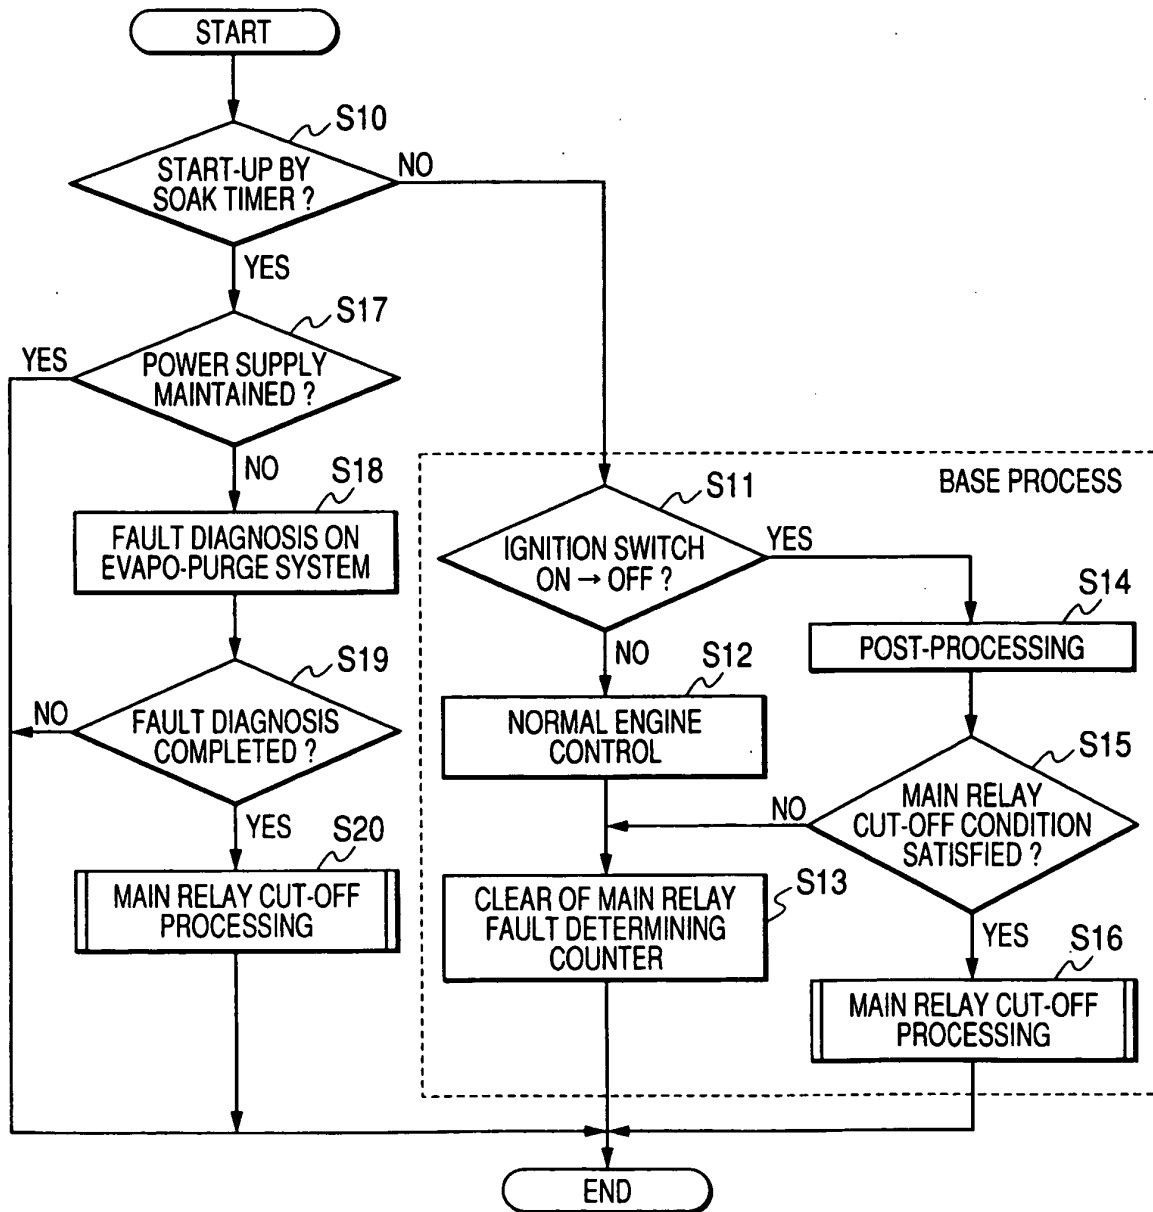 START
S10
START-UP BY
SOAK TIMER ?
NO
YES
S17
YES
POWER SUPPLY
MAINTAINED ?
NO
S18
FAULT DIAGNOSIS ON
EVAPO-PURGE SYSTEM
S19
NO
FAULT DIAGNOSIS
COMPLETED ?
YES
S20
MAIN RELAY CUT-OFF
PROCESSING
BASE PROCESS
S11
IGNITION SWITCH
ON → OFF ?
YES
NO
S12
NORMAL ENGINE
CONTROL
S14
POST-PROCESSING
S15
NO
MAIN RELAY
CUT-OFF CONDITION
SATISFIED ?
S13
CLEAR OF MAIN RELAY
FAULT DETERMINING
COUNTER
YES
S16
MAIN RELAY CUT-OFF
PROCESSING
END